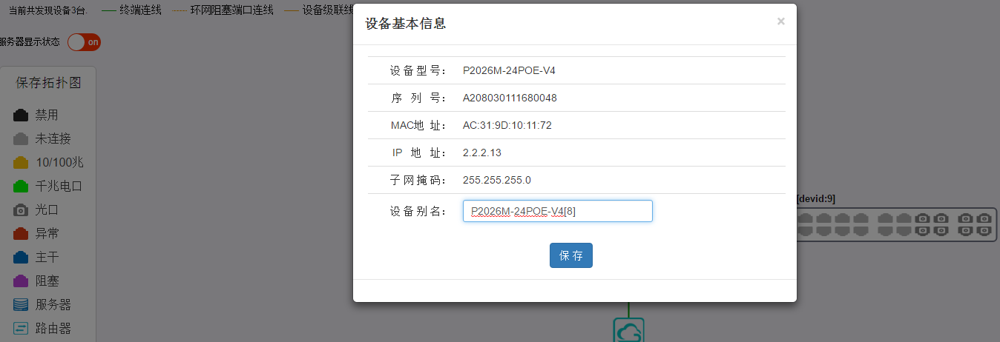 当前共发现设备3台.
终端连线
环网阻塞端口连线
设备级联线
服务器显示状态
on
保存拓扑图
禁用
未连接
10/100兆
千兆电口
光口
异常
主干
阻塞
服务器
路由器
设备基本信息
×
设备型号: P2026M-24POE-V4
序列号: A208030111680048
MAC地址: AC:31:9D:10:11:72
IP地址: 2.2.2.13
子网掩码: 255.255.255.0
设备别名: P2026M-24POE-V4[8]
保存
[devid:9]